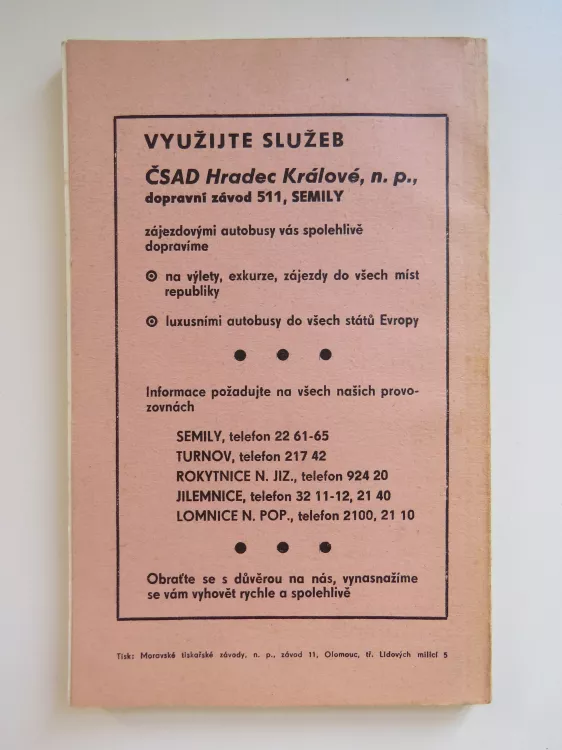 VYUŽIJTE SLUŽEB
ČSAD Hradec Králové, n. p.,
dopravní závod 511, SEMILY
zájezdovými autobusy vás spolehlivě
dopravíme
na výlety, exkurze, zájezdy do všech míst
republiky
luxusními autobusy do všech států Evropy
Informace požadujte na všech našich provo-
zovnách
SEMILY, telefon 22 61-65
TURNOV, telefon 217 42
ROKYTNICE N. JIZ., telefon 924 20
JILEMNICE, telefon 32 11-12, 21 40
LOMNICE N. POP., telefon 2100, 21 10
Obraťte se s důvěrou na nás, vynasnažíme
se vám vyhovět rychle a spolehlivě
Tisk: Moravské tiskařské závody, n. p., závod 11, Olomouc, tř. Lidových milicí 5